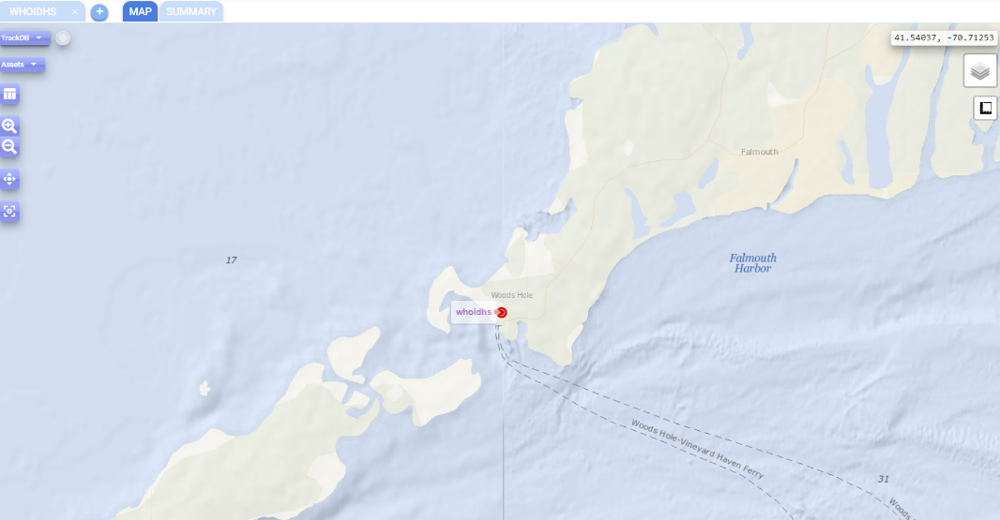 WHOIDHS × + MAP SUMMARY
TrackDB
41.54037, -70.71253
Assets
Falmouth
17
Falmouth
Harbor
Woods Hole
whoidhs
Woods Hole-Vineyard Haven Ferry
31
Woods